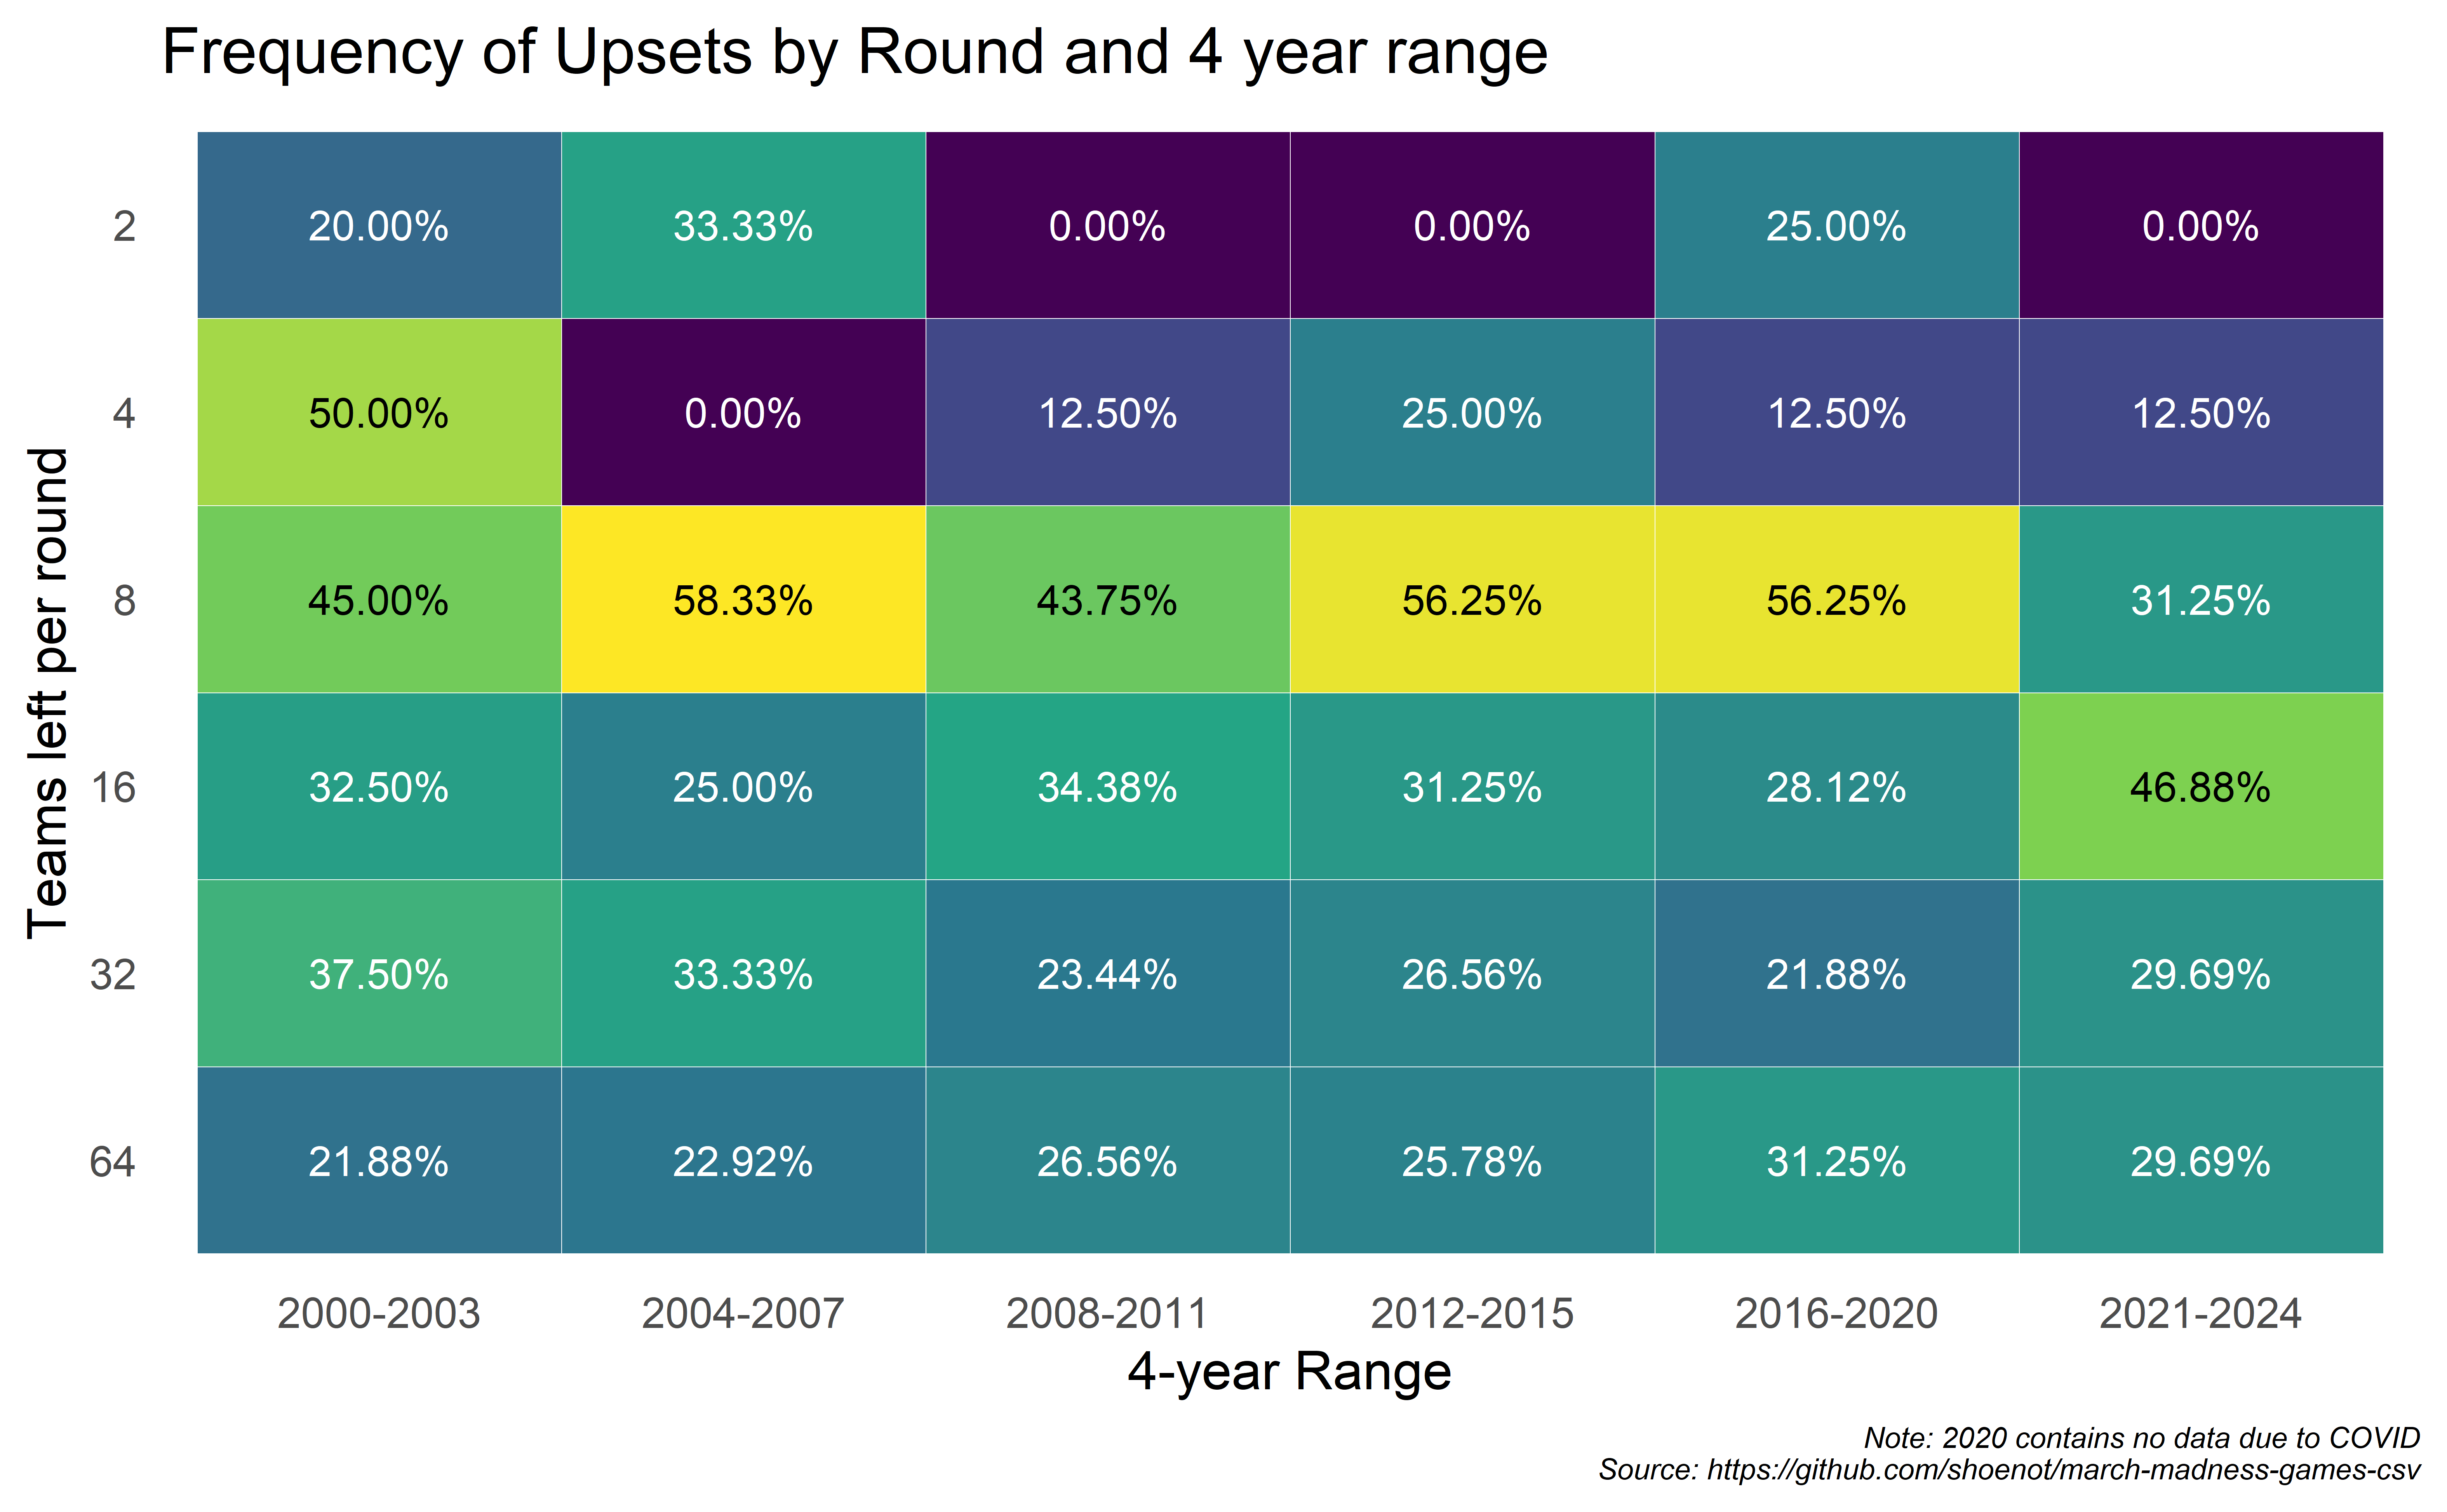 Frequency of Upsets by Round and 4 year range
Teams left per round
2 20.00% 33.33% 0.00% 0.00% 25.00% 0.00%
4 50.00% 0.00% 12.50% 25.00% 12.50% 12.50%
8 45.00% 58.33% 43.75% 56.25% 56.25% 31.25%
16 32.50% 25.00% 34.38% 31.25% 28.12% 46.88%
32 37.50% 33.33% 23.44% 26.56% 21.88% 29.69%
64 21.88% 22.92% 26.56% 25.78% 31.25% 29.69%
2000-2003 2004-2007 2008-2011 2012-2015 2016-2020 2021-2024
4-year Range
Note: 2020 contains no data due to COVID
Source: https://github.com/shoenot/march-madness-games-csv